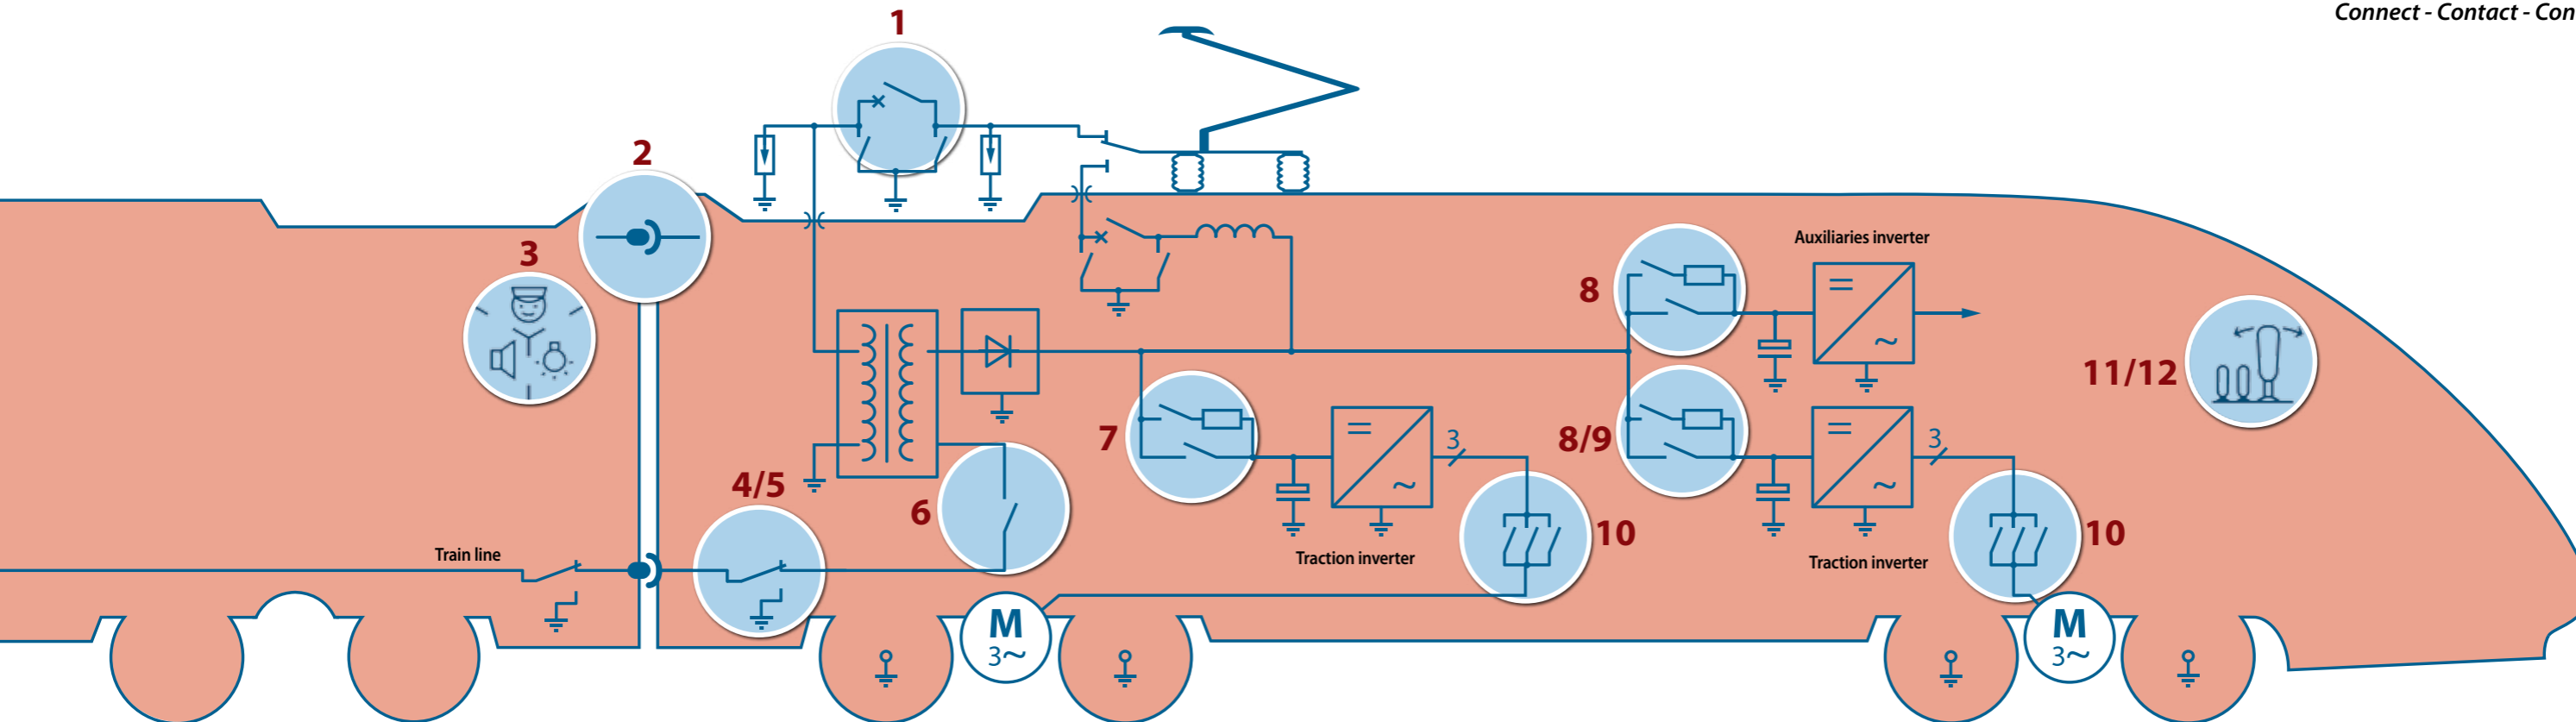 Connect - Contact - Con
1
2
3
Auxiliaries inverter
8
11/12
7
3
8/9
3
4/5
6
10
10
Train line
Traction inverter
Traction inverter
M
3~
M
3~